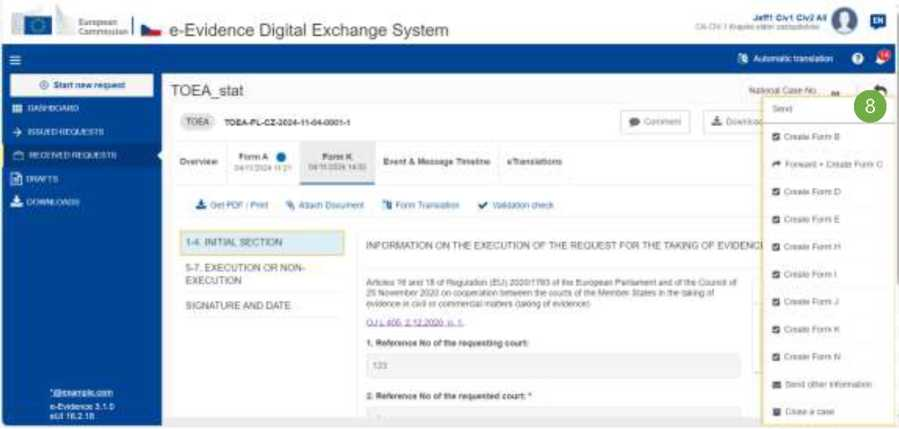 European
Commission
e-Evidence Digital Exchange System
EN
Automatic translation
Start new request
DASHBOARD
ISSUED REQUESTS
RECEIVED REQUESTS
DRAFTS
DOWNLOADS
*@example.com
e-Evidence 3.1.0
eUI 16.2.18
TOEA_stat
National Case No.
TOEA TOEA-PL-CZ-2024-11-04-0001-1
Comment
Download
Overview
Form A
04/11/2024 11:21
Form K
04/11/2024 14:02
Event & Message Timeline
eTranslations
Get PDF / Print
Attach Document
Form Translation
Validation check
1-4. INITIAL SECTION
5-7. EXECUTION OR NON-
EXECUTION
SIGNATURE AND DATE
INFORMATION ON THE EXECUTION OF THE REQUEST FOR THE TAKING OF EVIDENCE
Articles 16 and 18 of Regulation (EU) 2020/1783 of the European Parliament and of the Council of
25 November 2020 on cooperation between the courts of the Member States in the taking of
evidence in civil or commercial matters (taking of evidence)
OJ L 405, 2.12.2020, p. 1.
1. Reference No of the requesting court:
123
2. Reference No of the requested court: *
Send
8
Create Form B
Forward + Create Form C
Create Form D
Create Form E
Create Form H
Create Form I
Create Form J
Create Form K
Create Form N
Send other information
Close a case